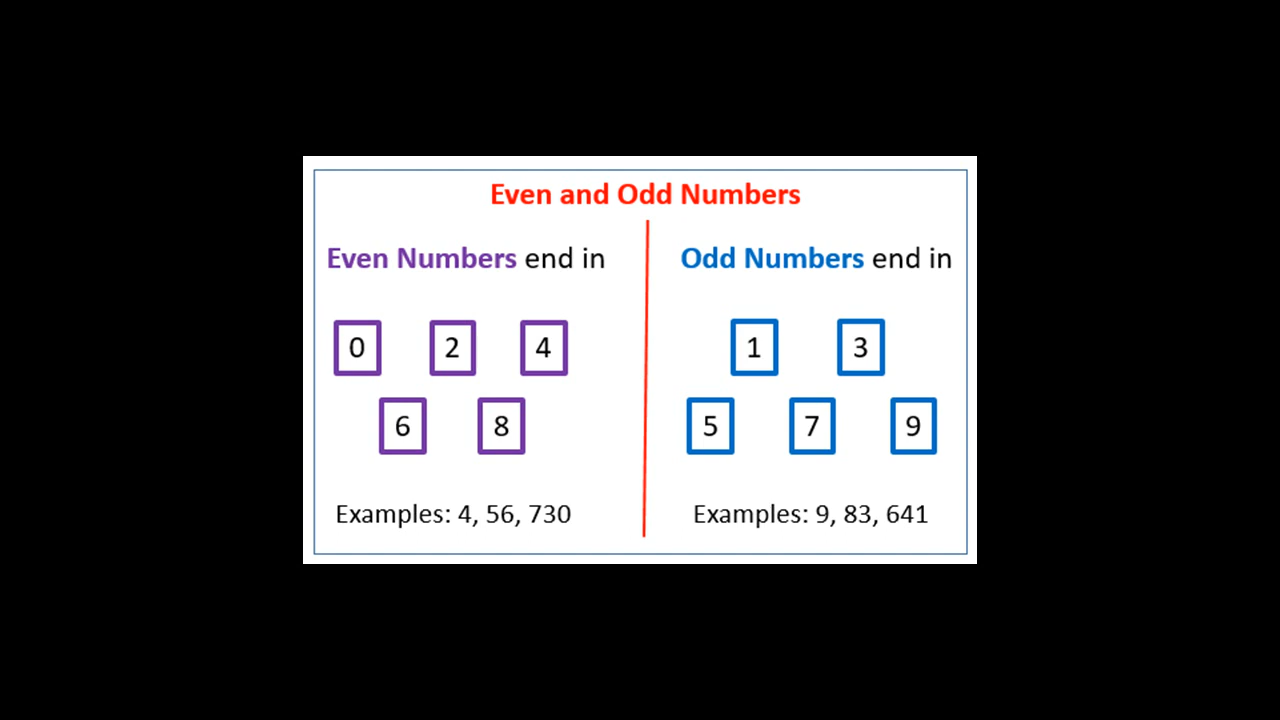 Even and Odd Numbers
Even Numbers end in
0 2 4
6 8
Examples: 4, 56, 730
Odd Numbers end in
1 3
5 7 9
Examples: 9, 83, 641